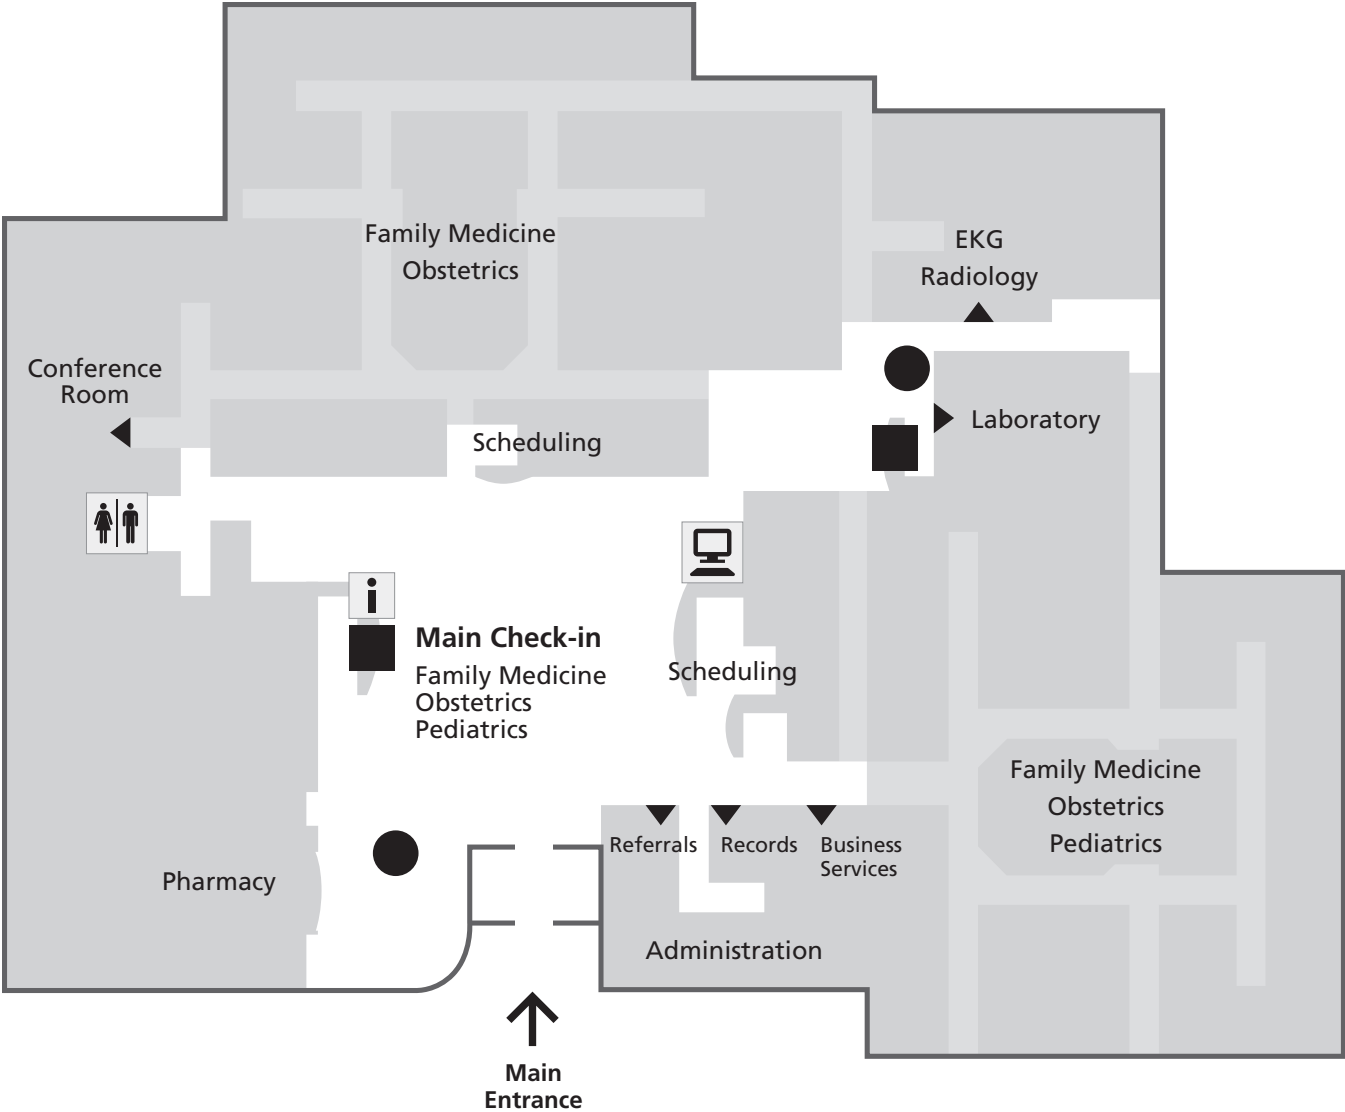 Family Medicine
Obstetrics
EKG
Radiology
Conference
Room
Laboratory
Scheduling
i
Main Check-in
Family Medicine
Obstetrics
Pediatrics
Scheduling
Family Medicine
Obstetrics
Pediatrics
Referrals
Records
Business
Services
Pharmacy
Administration
Main
Entrance